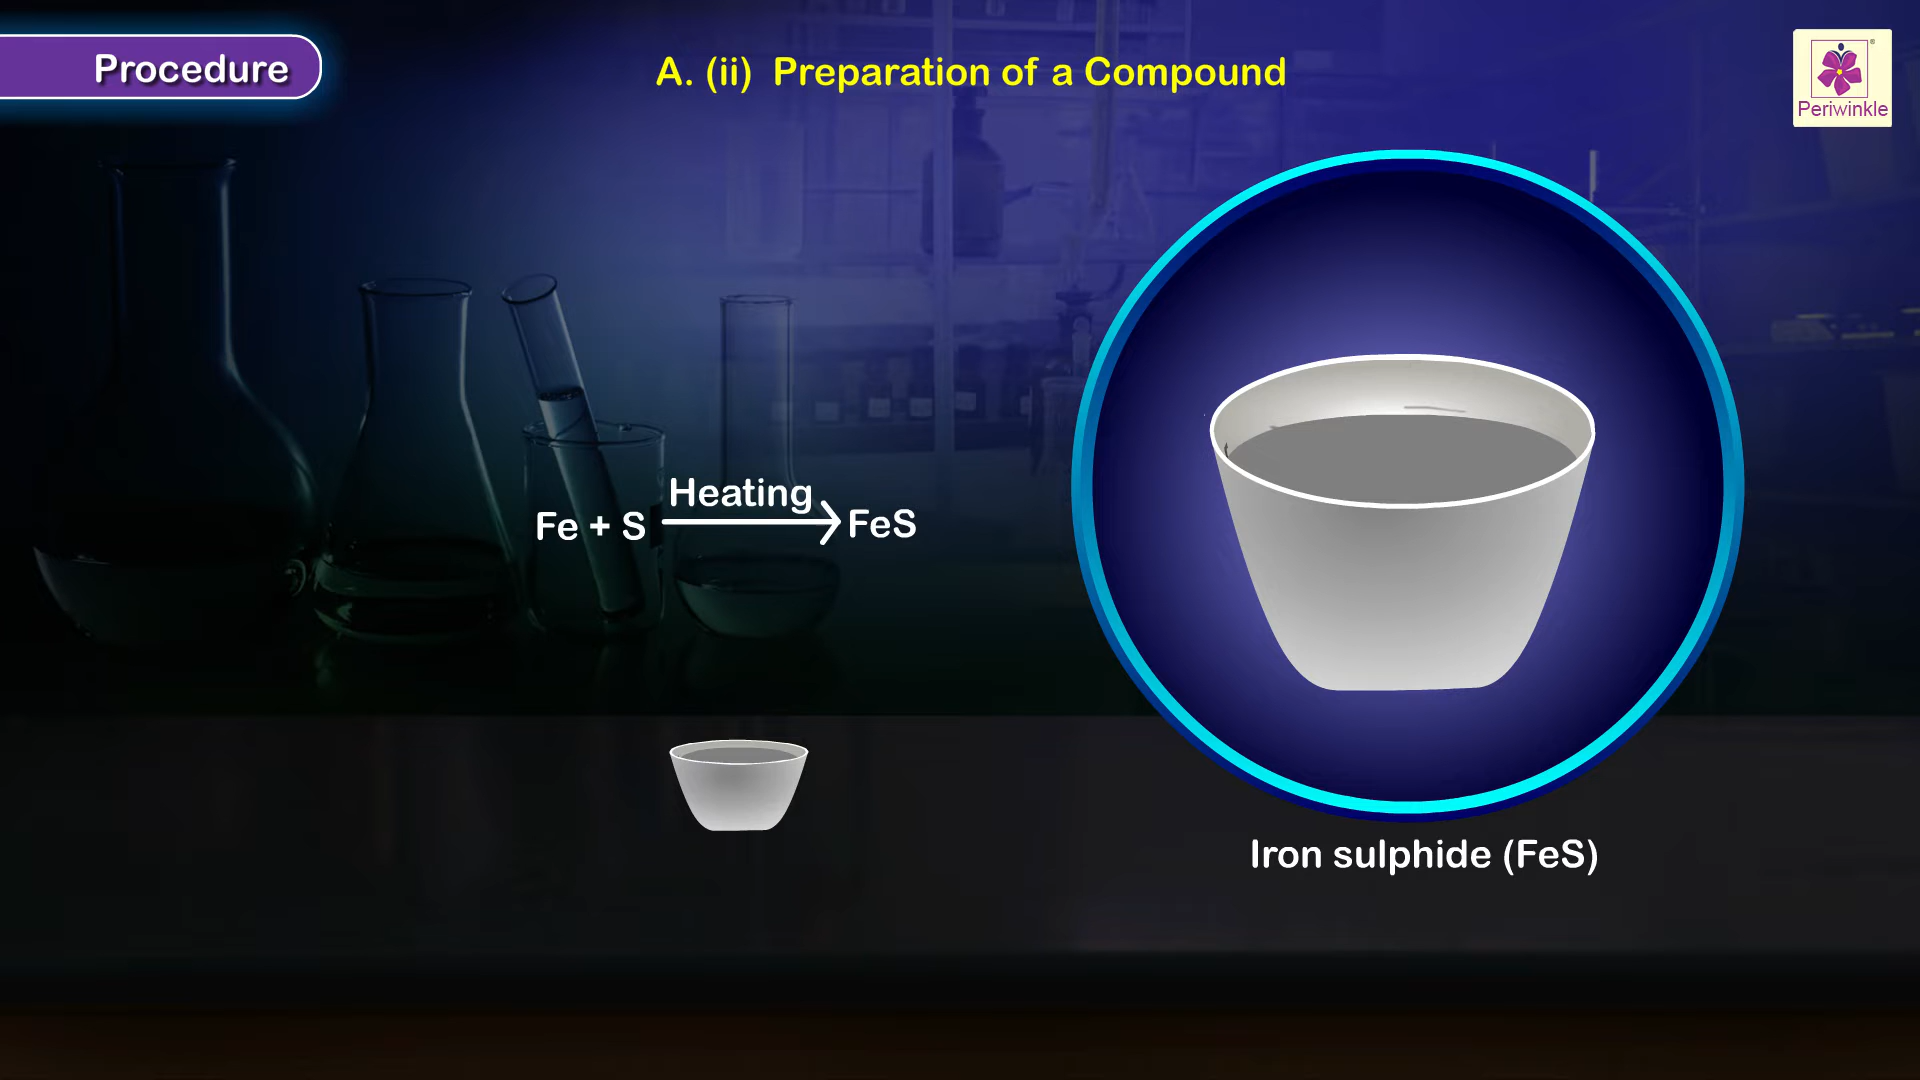 Procedure
A. (ii) Preparation of a Compound
Periwinkle
Heating
Fe + S → FeS
Iron sulphide (FeS)